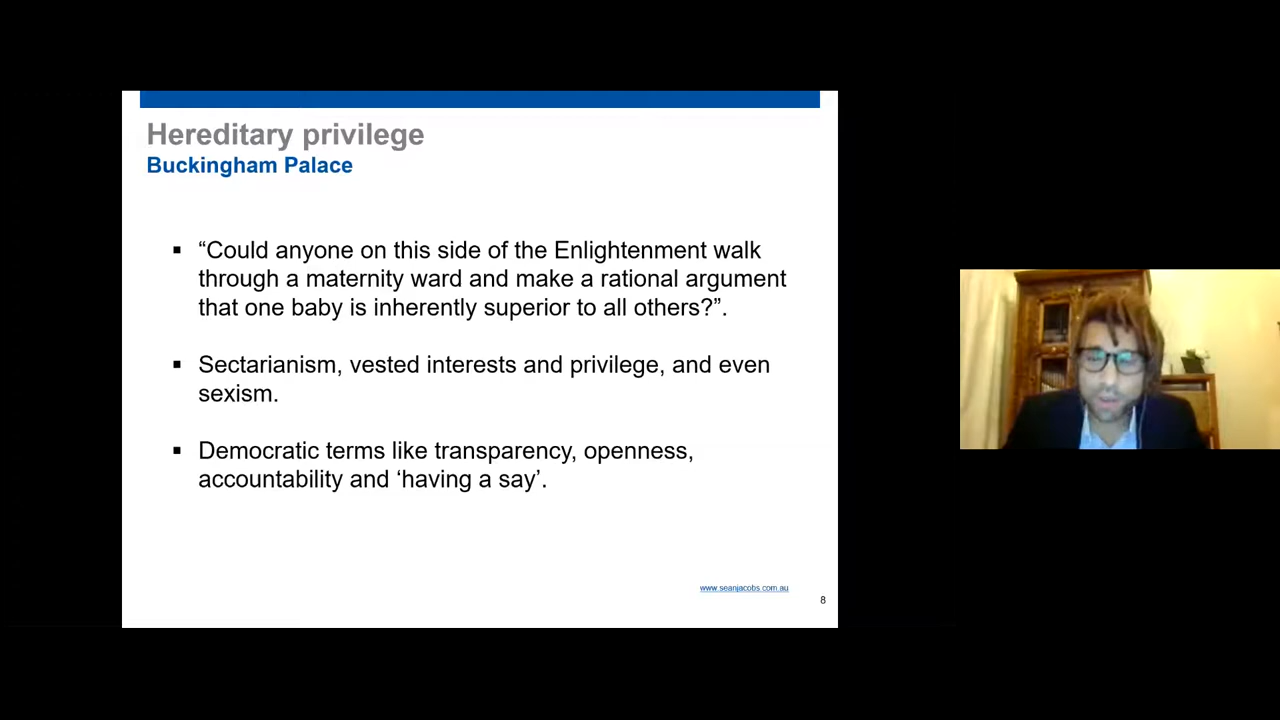 Hereditary privilege
Buckingham Palace
▪ “Could anyone on this side of the Enlightenment walk
through a maternity ward and make a rational argument
that one baby is inherently superior to all others?”.
▪ Sectarianism, vested interests and privilege, and even
sexism.
▪ Democratic terms like transparency, openness,
accountability and ‘having a say’.
www.seanjacobs.com.au
8